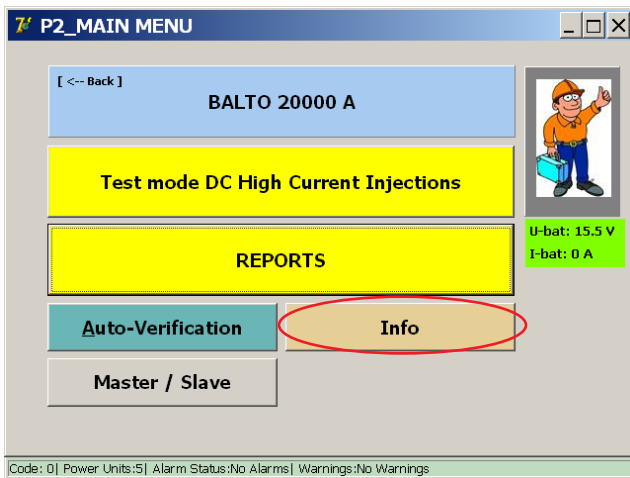 P2_MAIN MENU
[ <-- Back ]
BALTO 20000 A
Test mode DC High Current Injections
U-bat: 15.5 V
I-bat: 0 A
REPORTS
Auto-Verification
Info
Master / Slave
Code: 0| Power Units:5| Alarm Status:No Alarms| Warnings:No Warnings